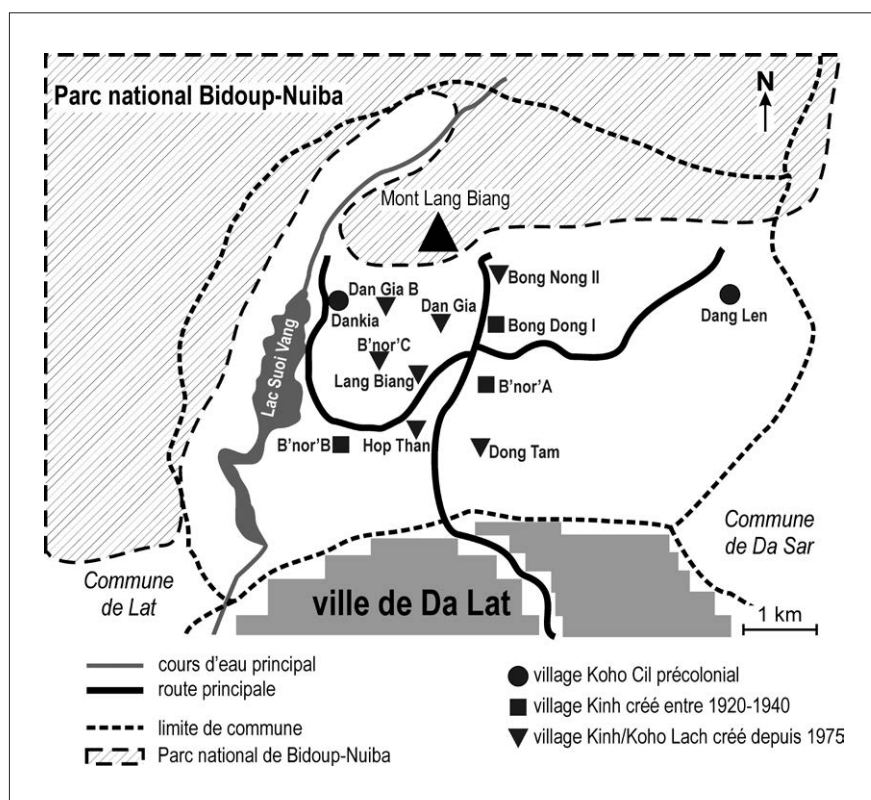 Parc national Bidoup-Nuiba
N
Mont Lang Biang
Bong Nong II
Dan Gia B
Dan Gia
Dankia
Bong Dong I
Dang Len
B'nor'C
Lac Suoi Vang
Lang Biang
B'nor'A
B'nor'B
Hop Than
Dong Tam
Commune
de Da Sar
Commune
de Lat
ville de Da Lat
1 km
cours d'eau principal
route principale
limite de commune
Parc national de Bidoup-Nuiba
village Koho Cil précolonial
village Kinh créé entre 1920-1940
village Kinh/Koho Lach créé depuis 1975